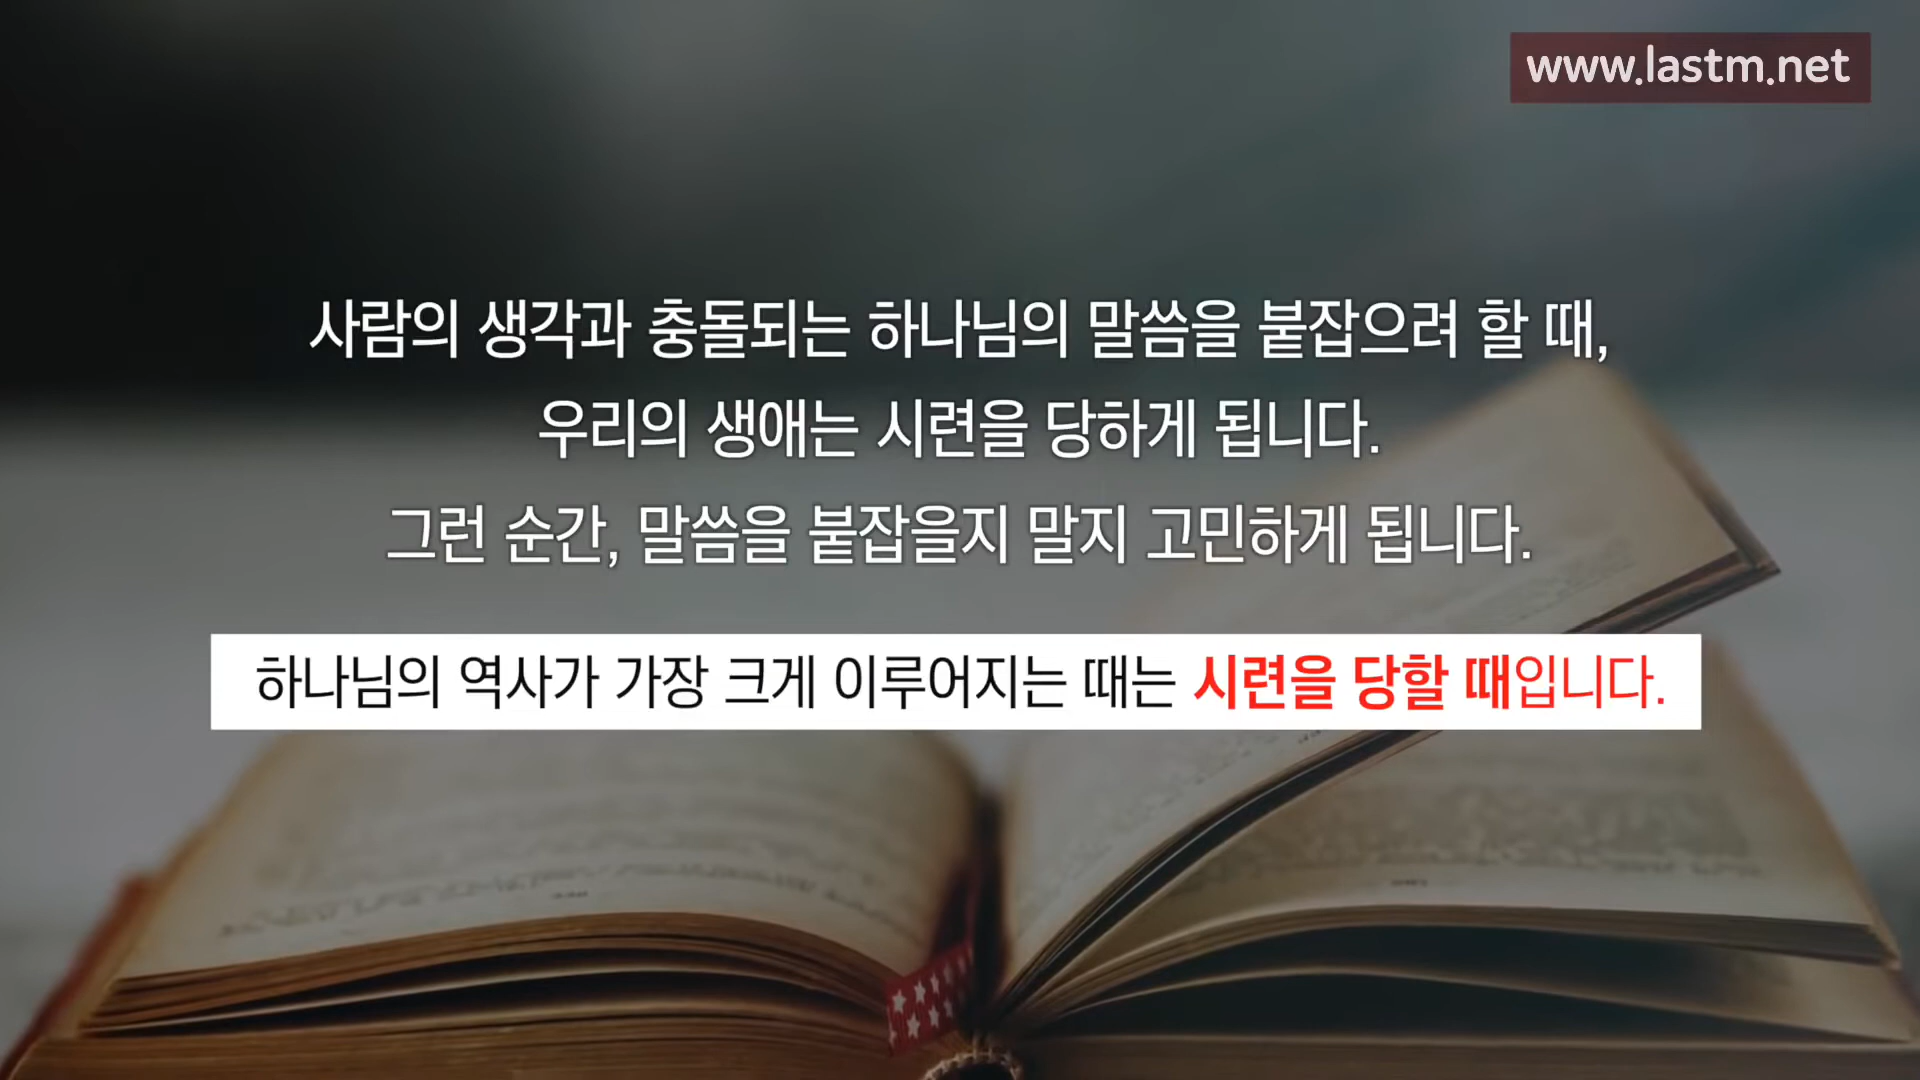 www.lastm.net
사람의 생각과 충돌되는 하나님의 말씀을 붙잡으려 할 때,
우리의 생애는 시련을 당하게 됩니다.
그런 순간, 말씀을 붙잡을지 말지 고민하게 됩니다.
하나님의 역사가 가장 크게 이루어지는 때는 시련을 당할 때입니다.